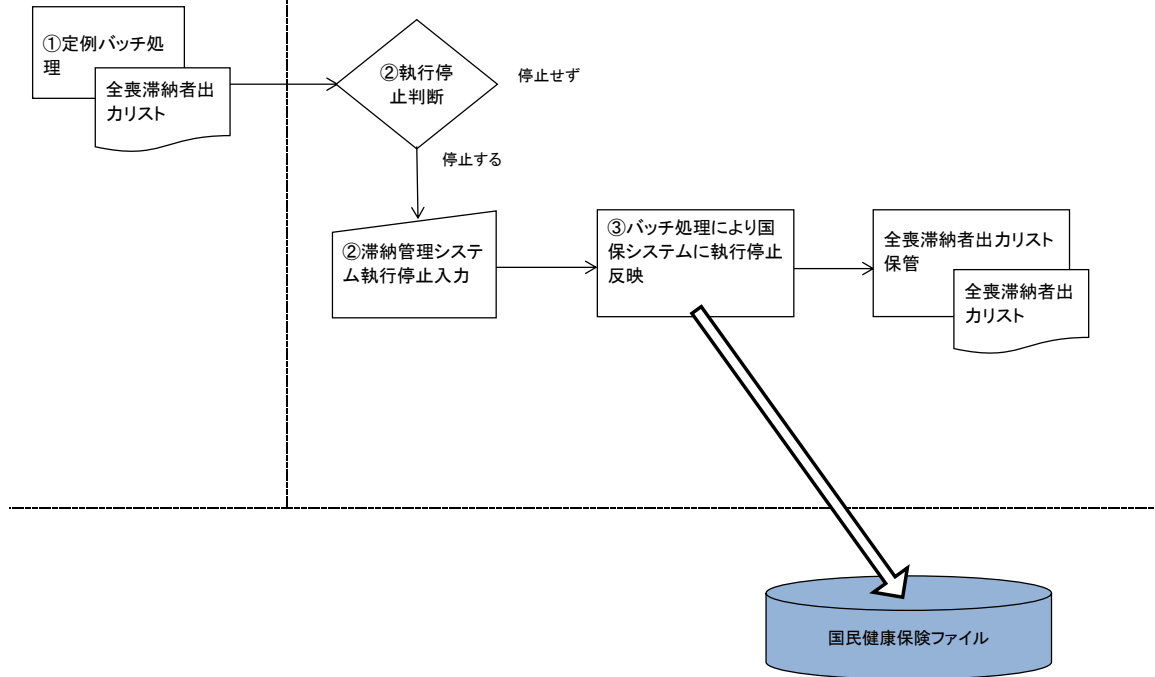 ①定例バッチ処
理
全喪滞納者出
力リスト
②執行停
止判断
停止せず
停止する
②滞納管理システ
ム執行停止入力
③バッチ処理により国
保システムに執行停止
反映
全喪滞納者出力リスト
保管
全喪滞納者出
力リスト
国民健康保険ファイル